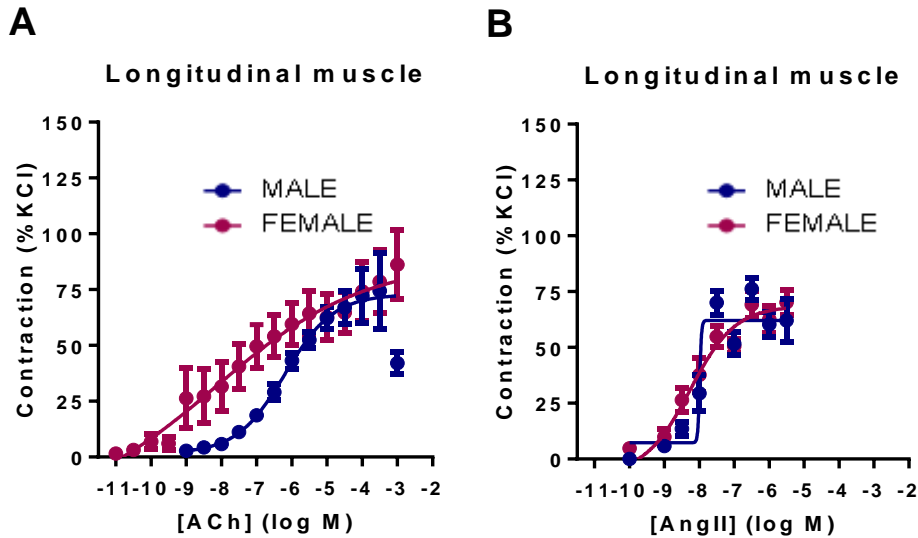 A
Longitudinal muscle
Contraction (%KCl)
150
125
100
75
50
25
0
MALE
FEMALE
-11 -10 -9 -8 -7 -6 -5 -4 -3 -2
[ACh] (log M)
B
Longitudinal muscle
Contraction (%KCl)
150
125
100
75
50
25
0
MALE
FEMALE
-11 -10 -9 -8 -7 -6 -5 -4 -3 -2
[AngII] (log M)